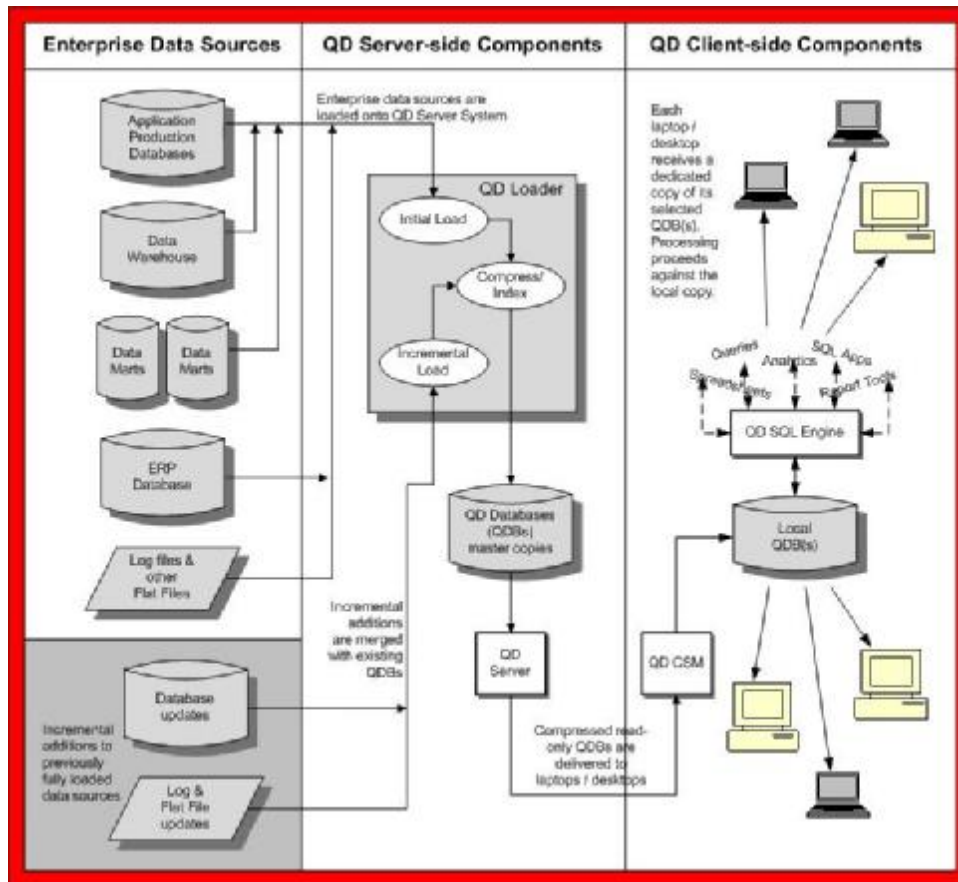 Enterprise Data Sources
QD Server-side Components
QD Client-side Components
Application
Production
Databases
Data
Warehouse
Data
Marts
Data
Marts
ERP
Database
Log files &
other
Flat Files
Incremental
additions to
previously
fully loaded
data sources
Database
updates
Log &
Flat File
updates
Enterprise data sources are
loaded onto QD Server System
QD Loader
Initial Load
Compress/
Index
Incremental
Load
QD Databases
(QDBs)
master copies
Incremental
additions
are merged
with existing
QDBs
QD
Server
Compressed read-
only QDBs are
delivered to
laptops / desktops
Each
laptop /
desktop
receives a
dedicated
copy of its
selected
QDB(s).
Processing
proceeds
against the
local copy.
Queries
Analytics
SQL Apps
Spreadsheets
Report Tools
QD SQL Engine
Local
QDB(s)
QD CSM